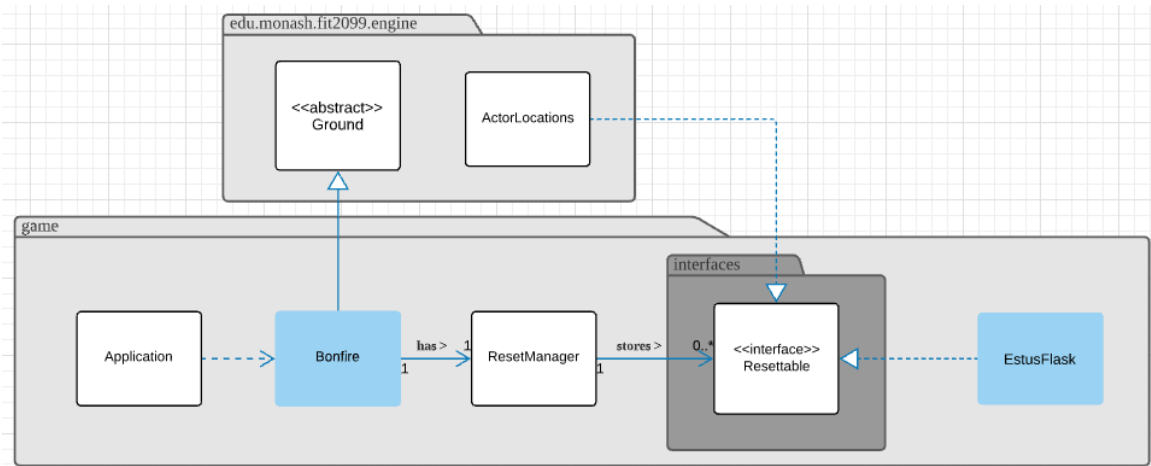 edu.monash.fit2099.engine
<<abstract>>
Ground
ActorLocations
game
interfaces
Application
Bonfire
has >
1
1
ResetManager
stores >
1
0..*
<<interface>>
Resettable
EstusFlask